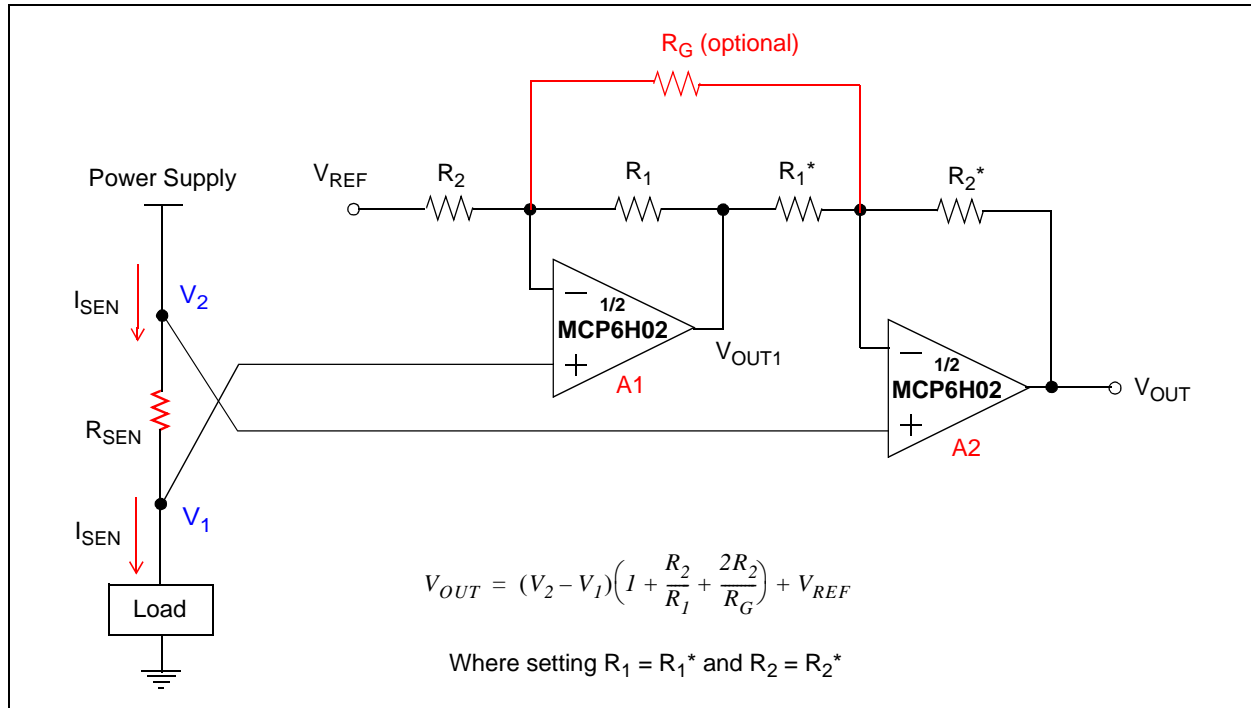 R_G (optional)
V_REF
R_2
R_1
R_1*
R_2*
Power Supply
I_SEN
V_2
−
1/2
MCP6H02
+
A1
V_OUT1
−
1/2
MCP6H02
+
A2
V_OUT
R_SEN
I_SEN
V_1
Load
V_OUT = (V_2 – V_1)(1 + R_2/R_1 + 2R_2/R_G) + V_REF
Where setting R_1 = R_1* and R_2 = R_2*